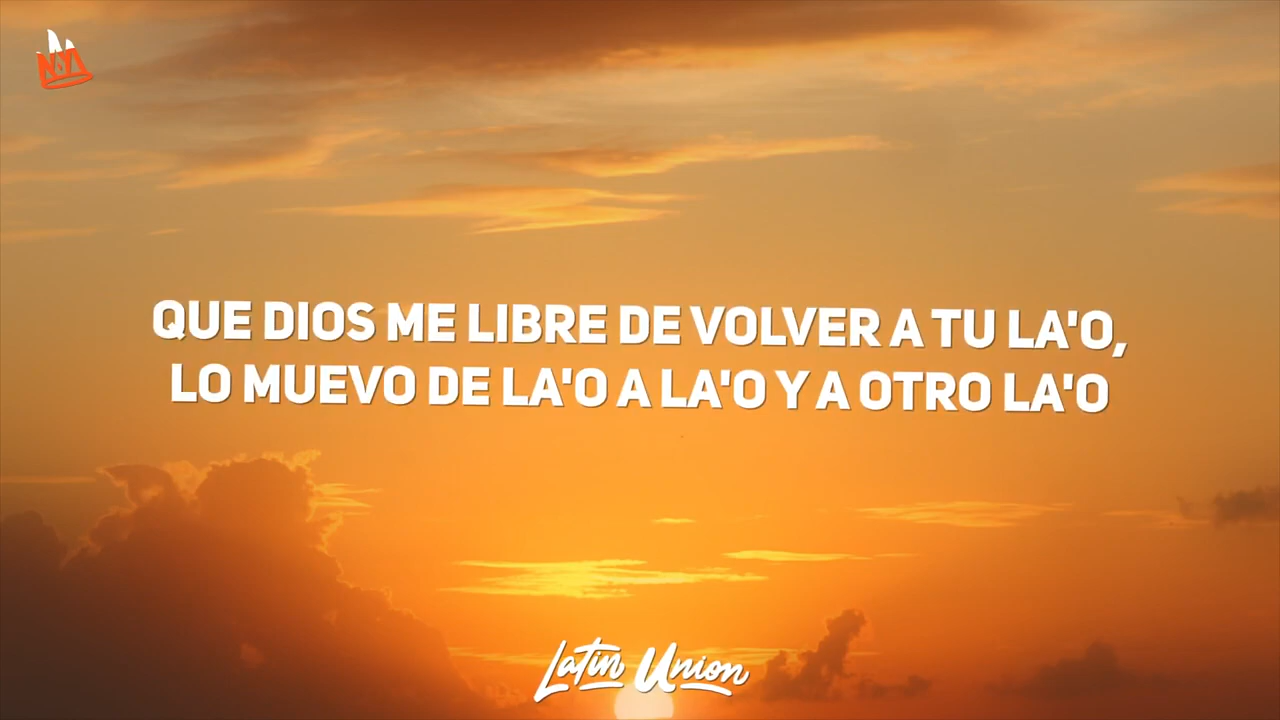 QUE DIOS ME LIBRE DE VOLVER A TU LA'O,
LO MUEVO DE LA'O A LA'O Y A OTRO LA'O
Latin Union